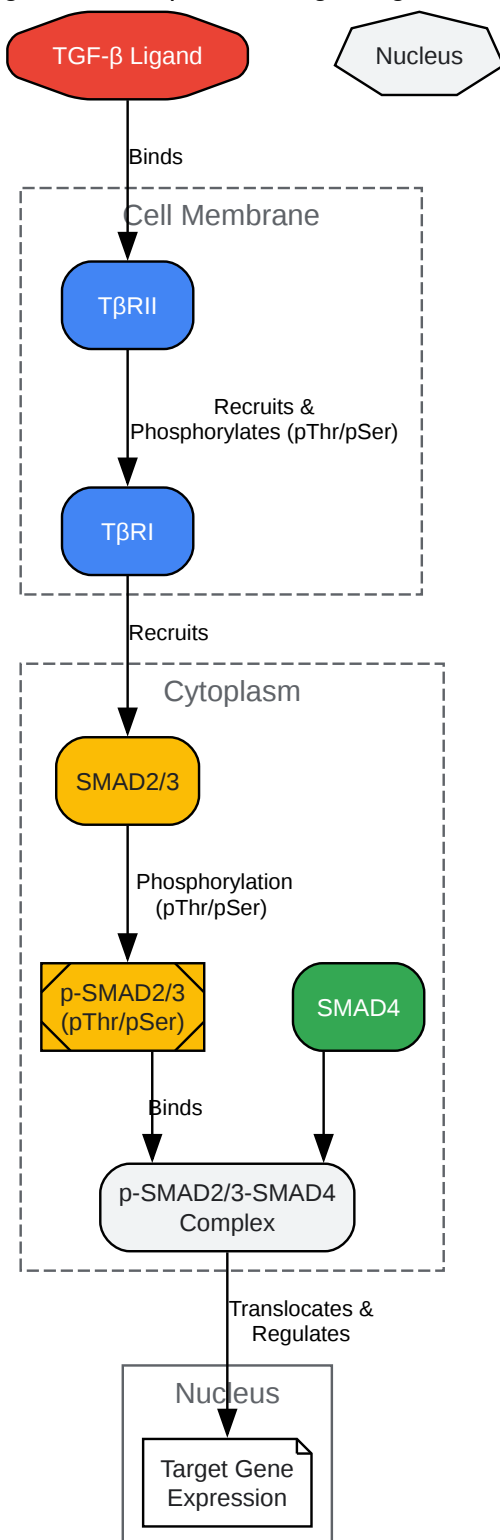 TGF-β Ligand
Nucleus
Binds
Cell Membrane
TβRII
Recruits &
Phosphorylates (pThr/pSer)
TβRI
Recruits
Cytoplasm
SMAD2/3
Phosphorylation
(pThr/pSer)
p-SMAD2/3
(pThr/pSer)
SMAD4
Binds
p-SMAD2/3-SMAD4
Complex
Translocates &
Regulates
Nucleus
Target Gene
Expression